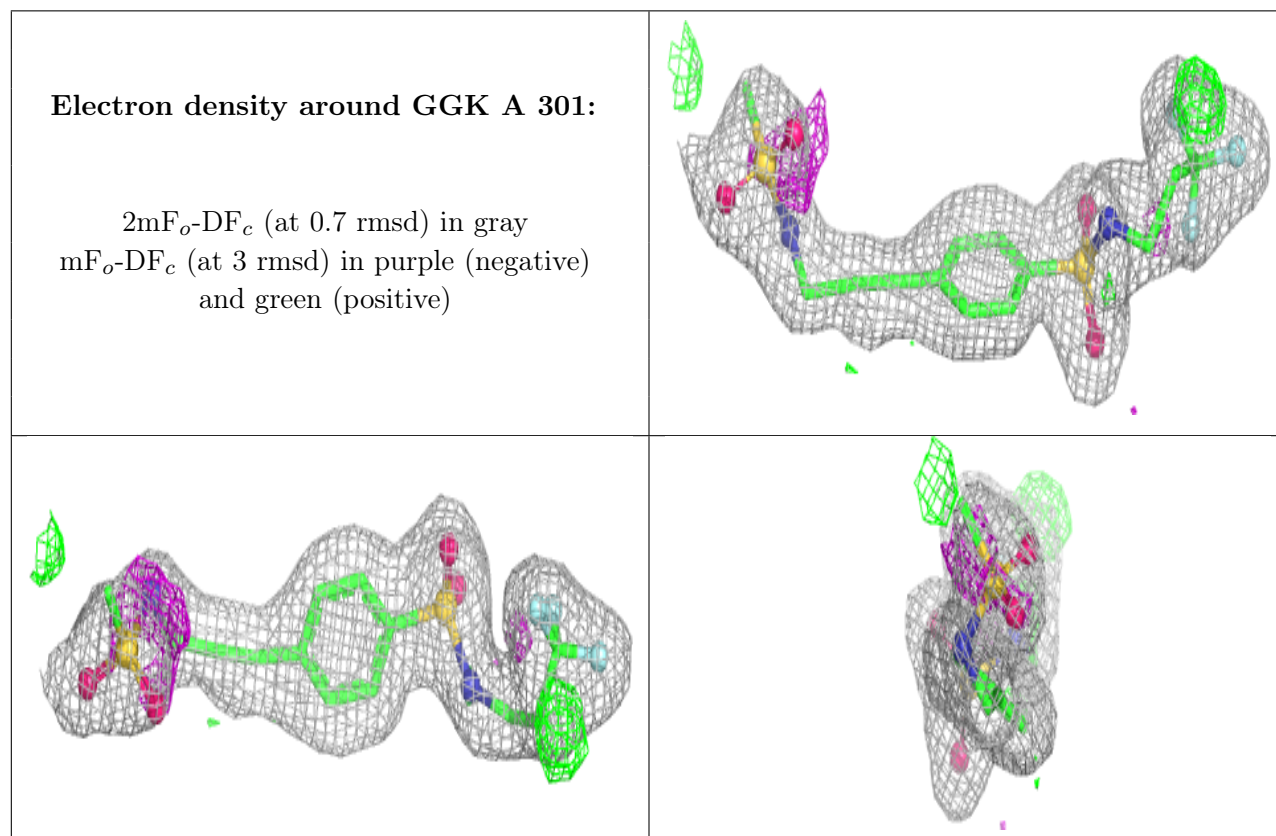 Electron density around GGK A 301:
2mFo-DFc (at 0.7 rmsd) in gray
mFo-DFc (at 3 rmsd) in purple (negative)
and green (positive)